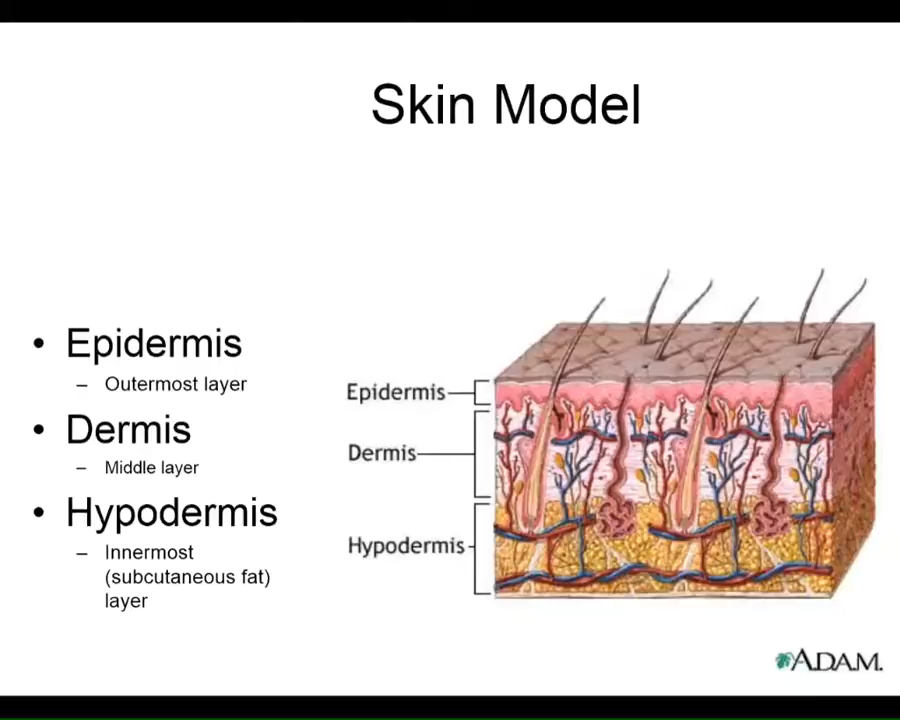 Skin Model
• Epidermis
– Outermost layer
• Dermis
– Middle layer
• Hypodermis
– Innermost
(subcutaneous fat)
layer
Epidermis
Dermis
Hypodermis
A.D.A.M.